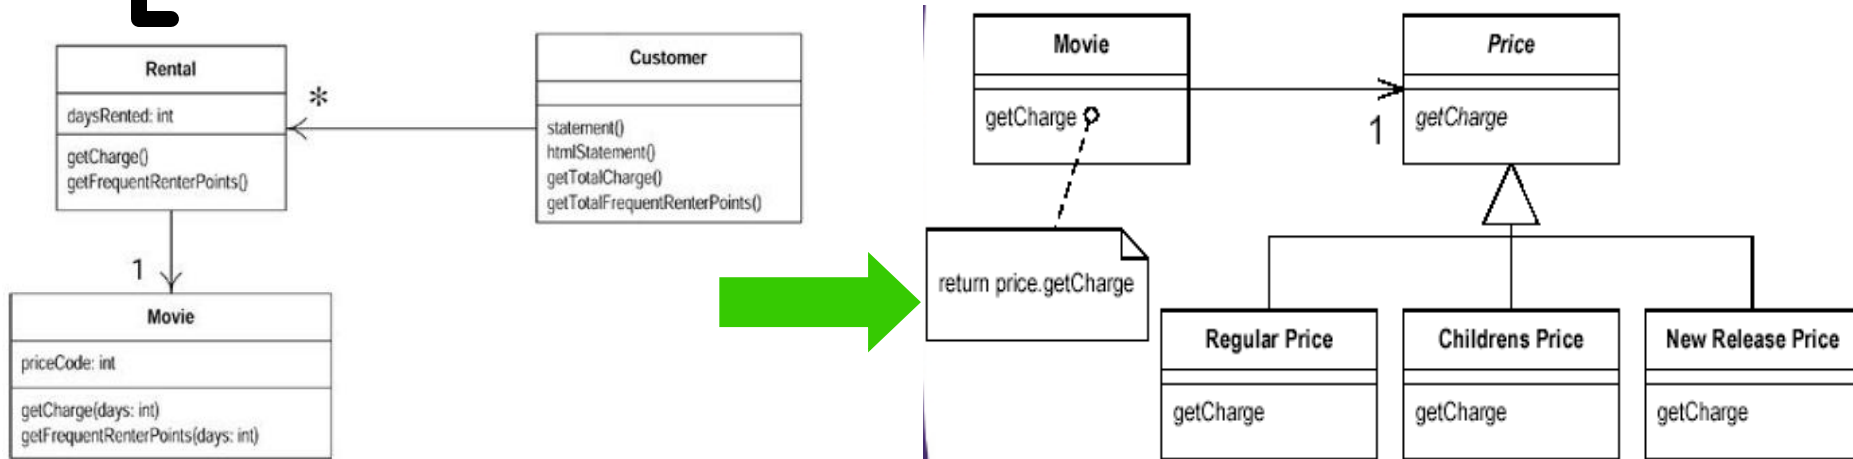 Rental
daysRented: int
getCharge()
getFrequentRenterPoints()
*
Customer
statement()
htmlStatement()
getTotalCharge()
getTotalFrequentRenterPoints()
1
Movie
priceCode: int
getCharge(days: int)
getFrequentRenterPoints(days: int)
Movie
getCharge
return price.getCharge
1
Price
getCharge
Regular Price
getCharge
Childrens Price
getCharge
New Release Price
getCharge